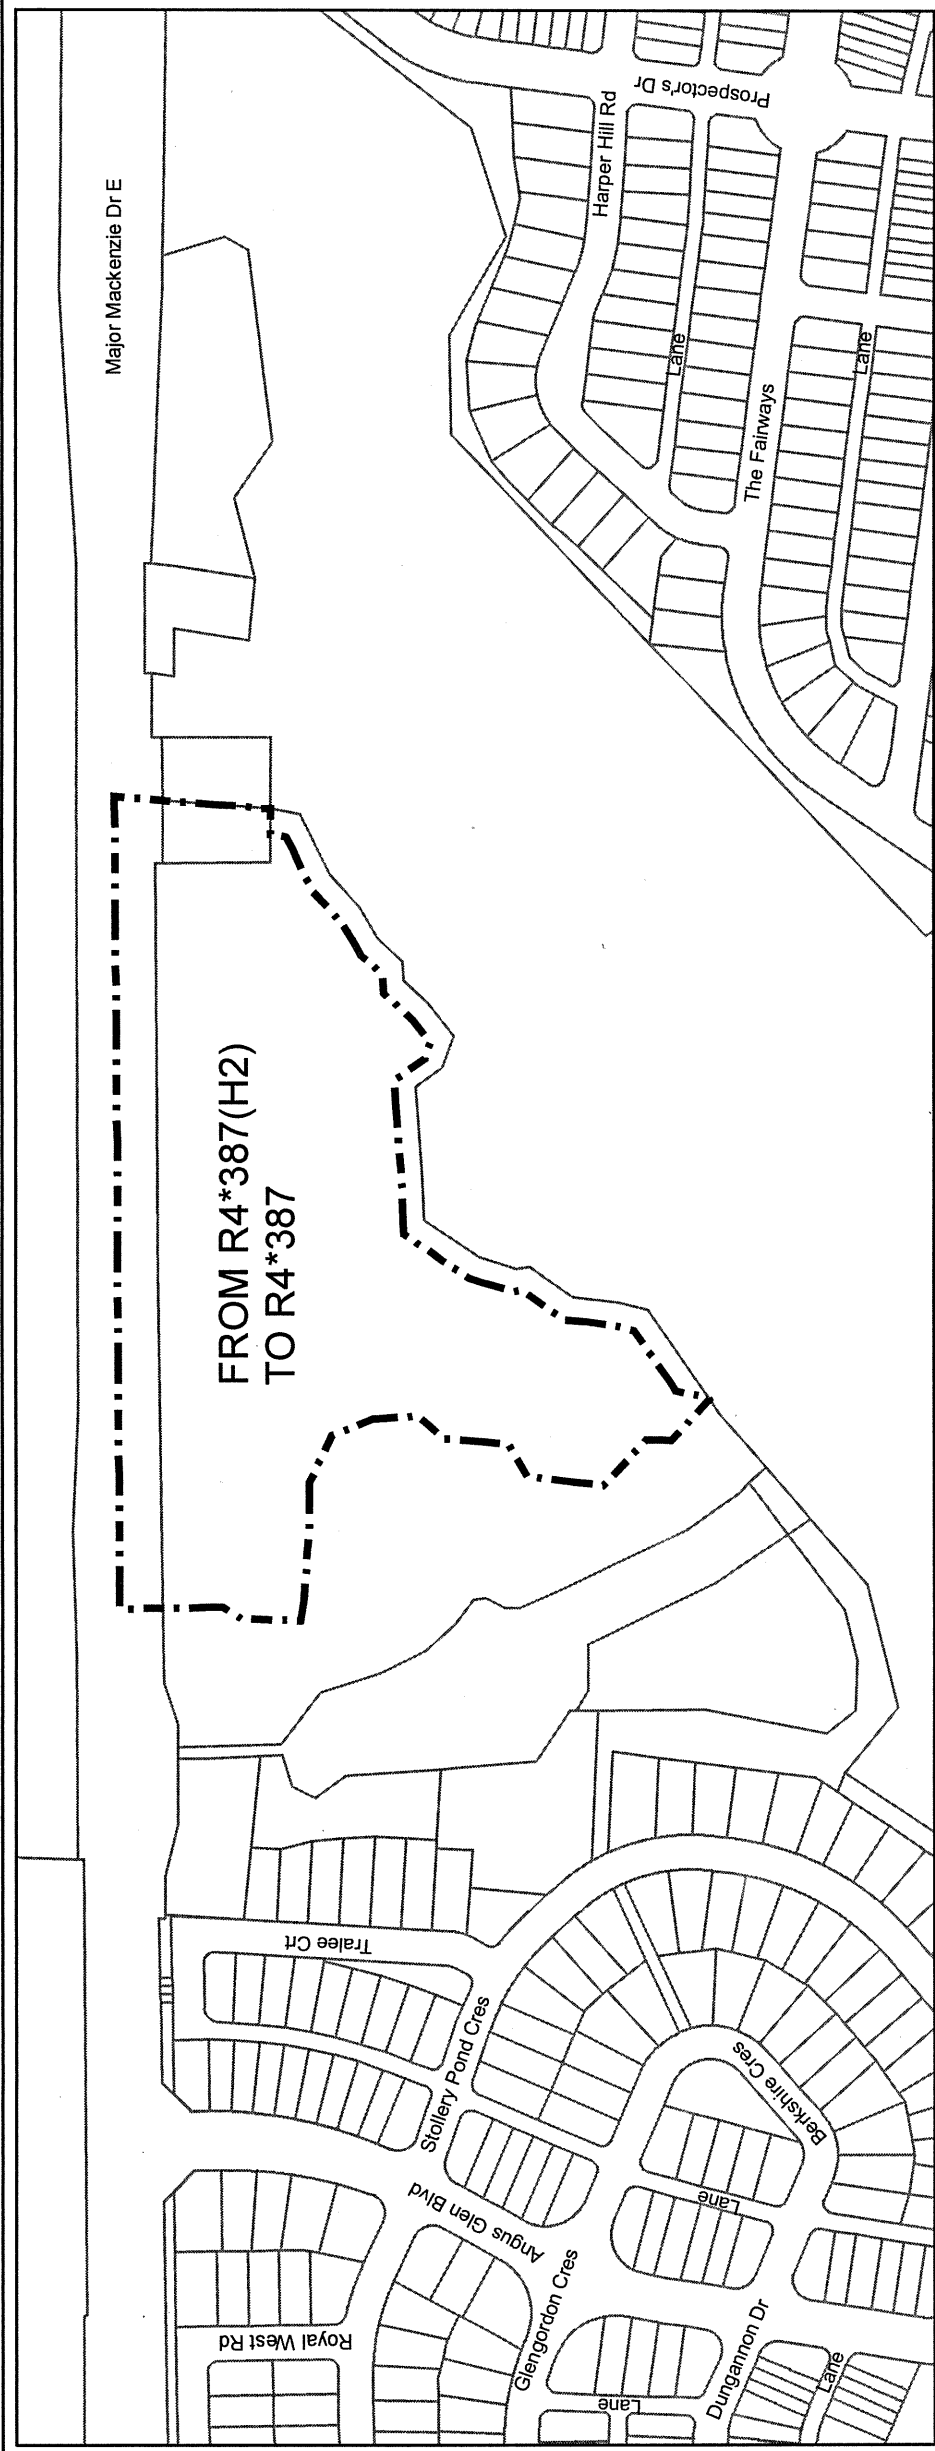 Major Mackenzie Dr E
Prospector's Dr
Harper Hill Rd
Lane
The Fairways
Lane
FROM R4*387(H2)
TO R4*387
Tralee Crt
Stollery Pond Cres
Berkshire Cres
Lane
Angus Glen Blvd
Glengordon Cres
Royal West Rd
Dungannon Dr
Lane
Lane